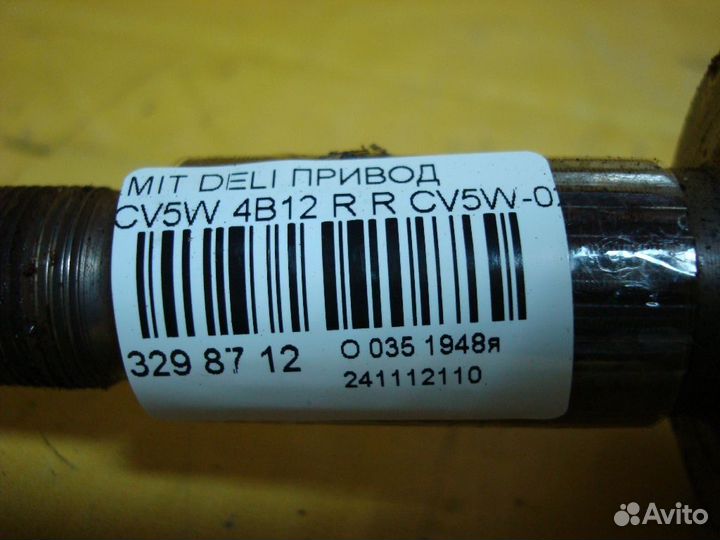 MIT DELI ПРИВОД
CV5W 4B12 R R CV5W-0
329 87 12
О 035 1948я
241112110
Avito